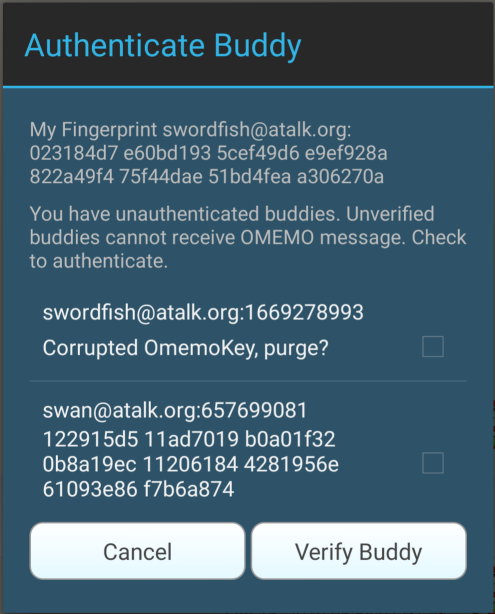 Authenticate Buddy
My Fingerprint swordfish@atalk.org:
023184d7 e60bd193 5cef49d6 e9ef928a
822a49f4 75f44dae 51bd4fea a306270a
You have unauthenticated buddies. Unverified
buddies cannot receive OMEMO message. Check
to authenticate.
swordfish@atalk.org:1669278993
Corrupted OmemoKey, purge?
swan@atalk.org:657699081
122915d5 11ad7019 b0a01f32
0b8a19ec 11206184 4281956e
61093e86 f7b6a874
Cancel
Verify Buddy